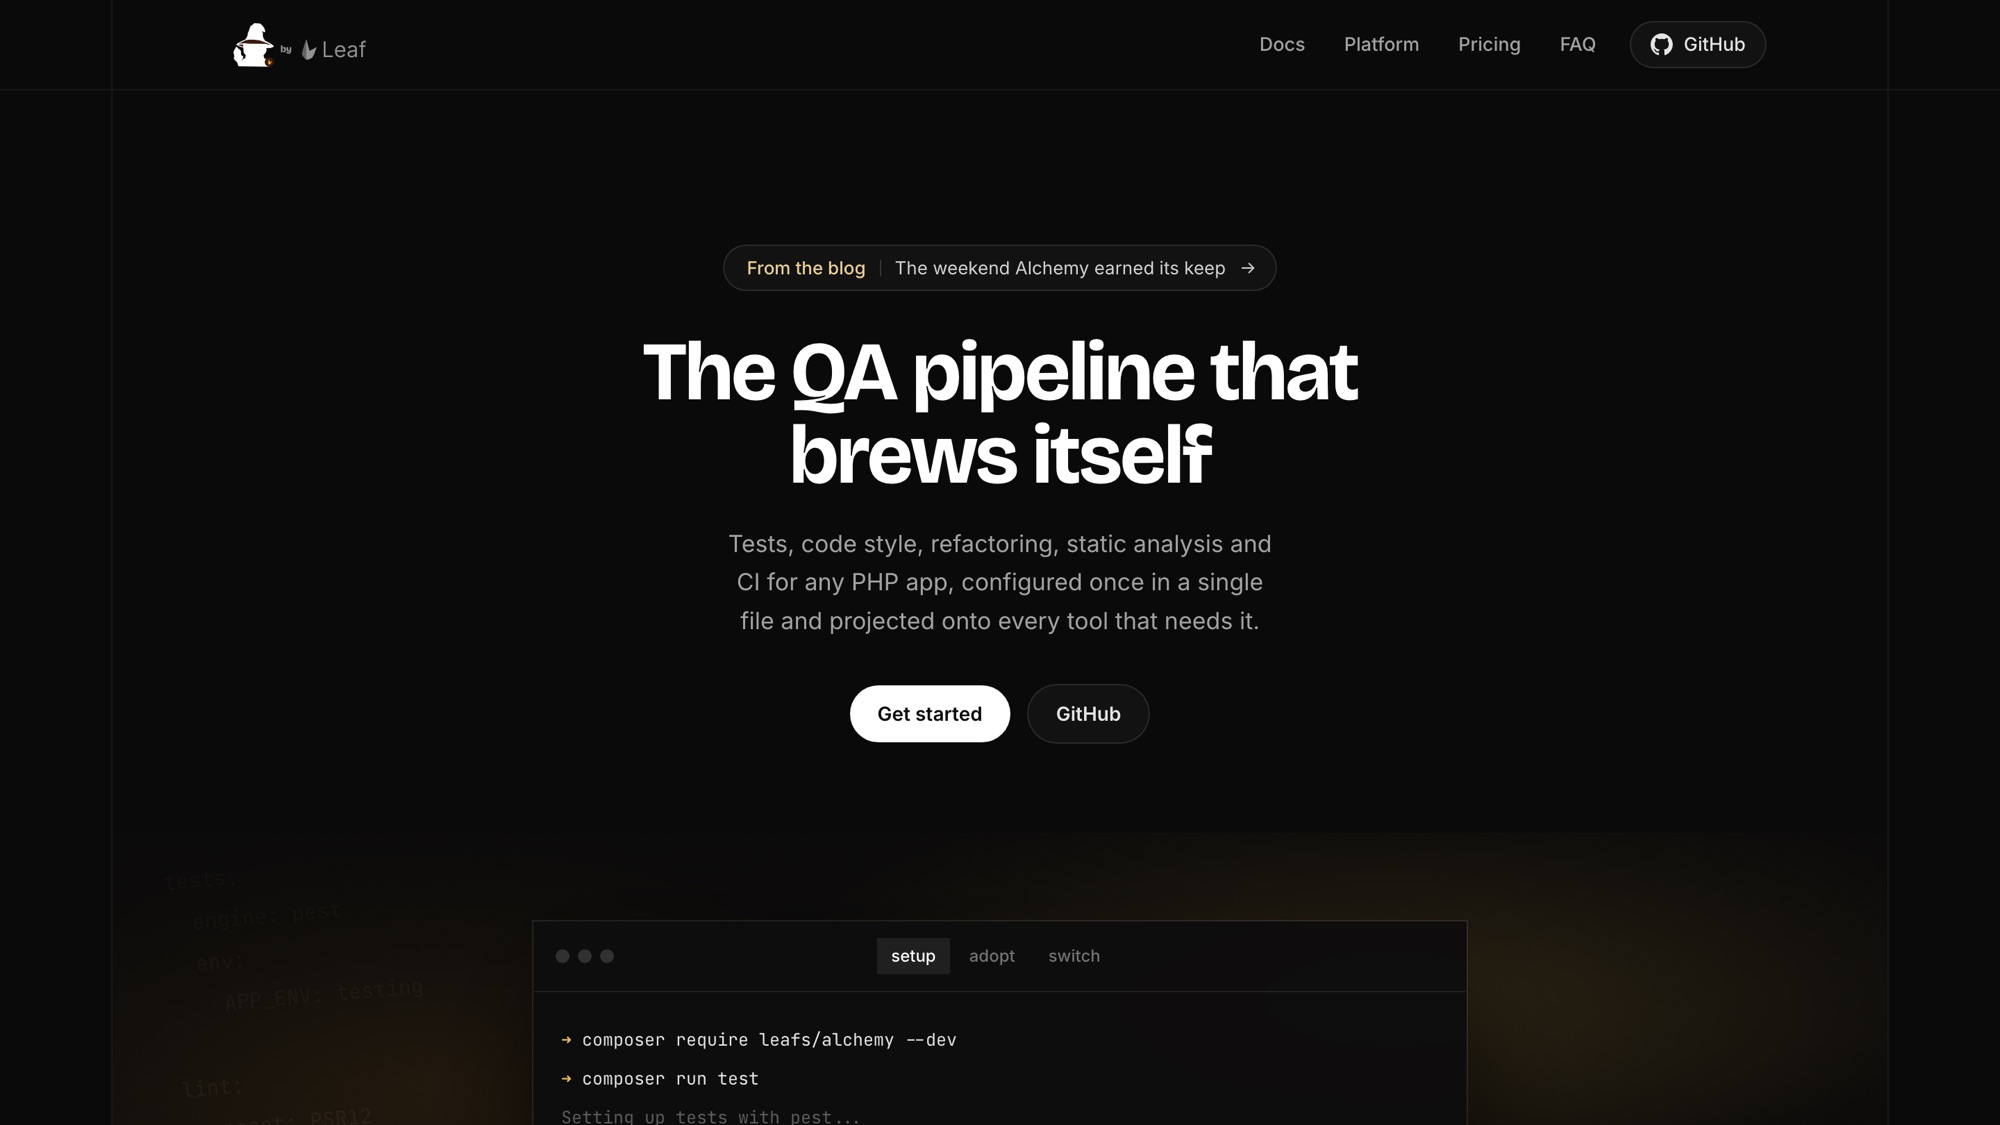 by Leaf
Docs
Platform
Pricing
FAQ
GitHub
From the blog
The weekend Alchemy earned its keep →
The QA pipeline that
brews itself
Tests, code style, refactoring, static analysis and
CI for any PHP app, configured once in a single
file and projected onto every tool that needs it.
Get started
GitHub
tests:
engine: pest
env:
APP_ENV: testing
lint:
PSR12
setup
adopt
switch
➜ composer require leafs/alchemy --dev
➜ composer run test
Setting up tests with pest...